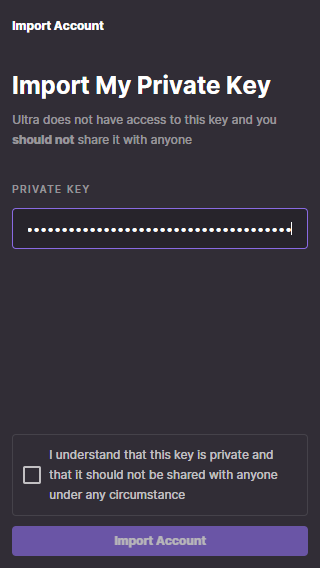 Import Account
Import My Private Key
Ultra does not have access to this key and you
should not share it with anyone
PRIVATE KEY
I understand that this key is private and
that it should not be shared with anyone
under any circumstance
Import Account